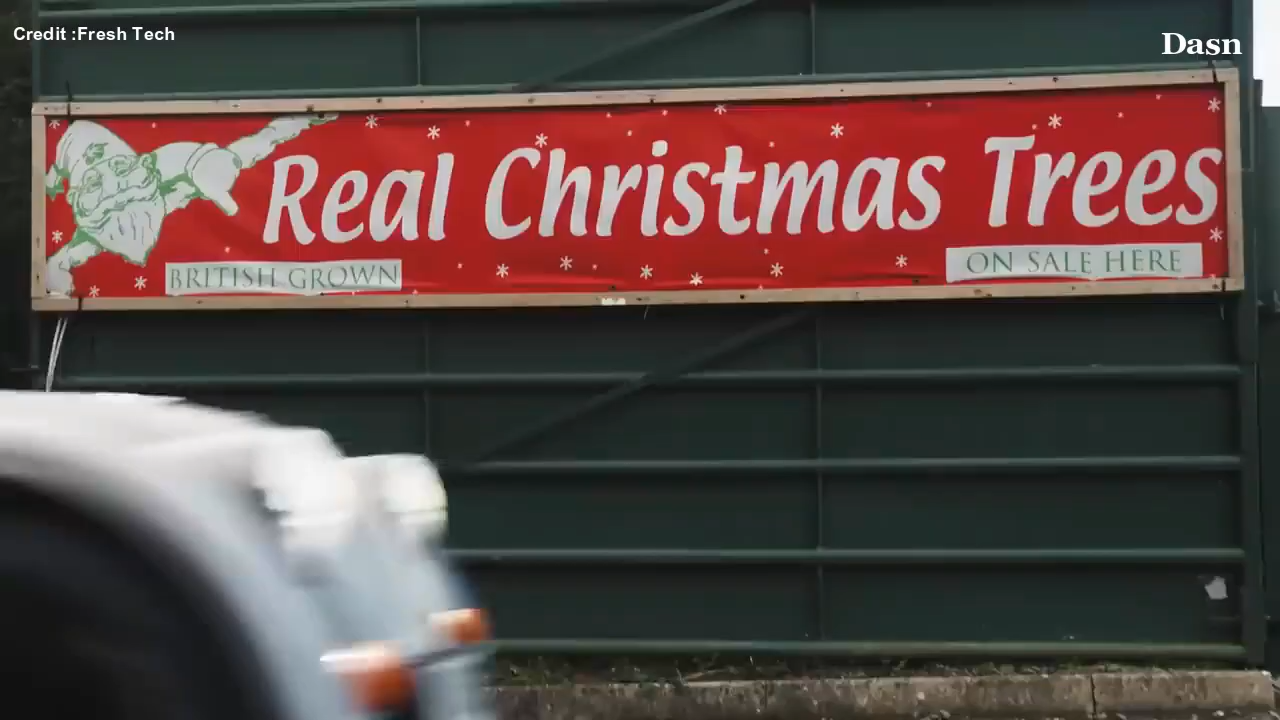 Credit :Fresh Tech
Dasn
Real Christmas Trees
BRITISH GROWN
ON SALE HERE